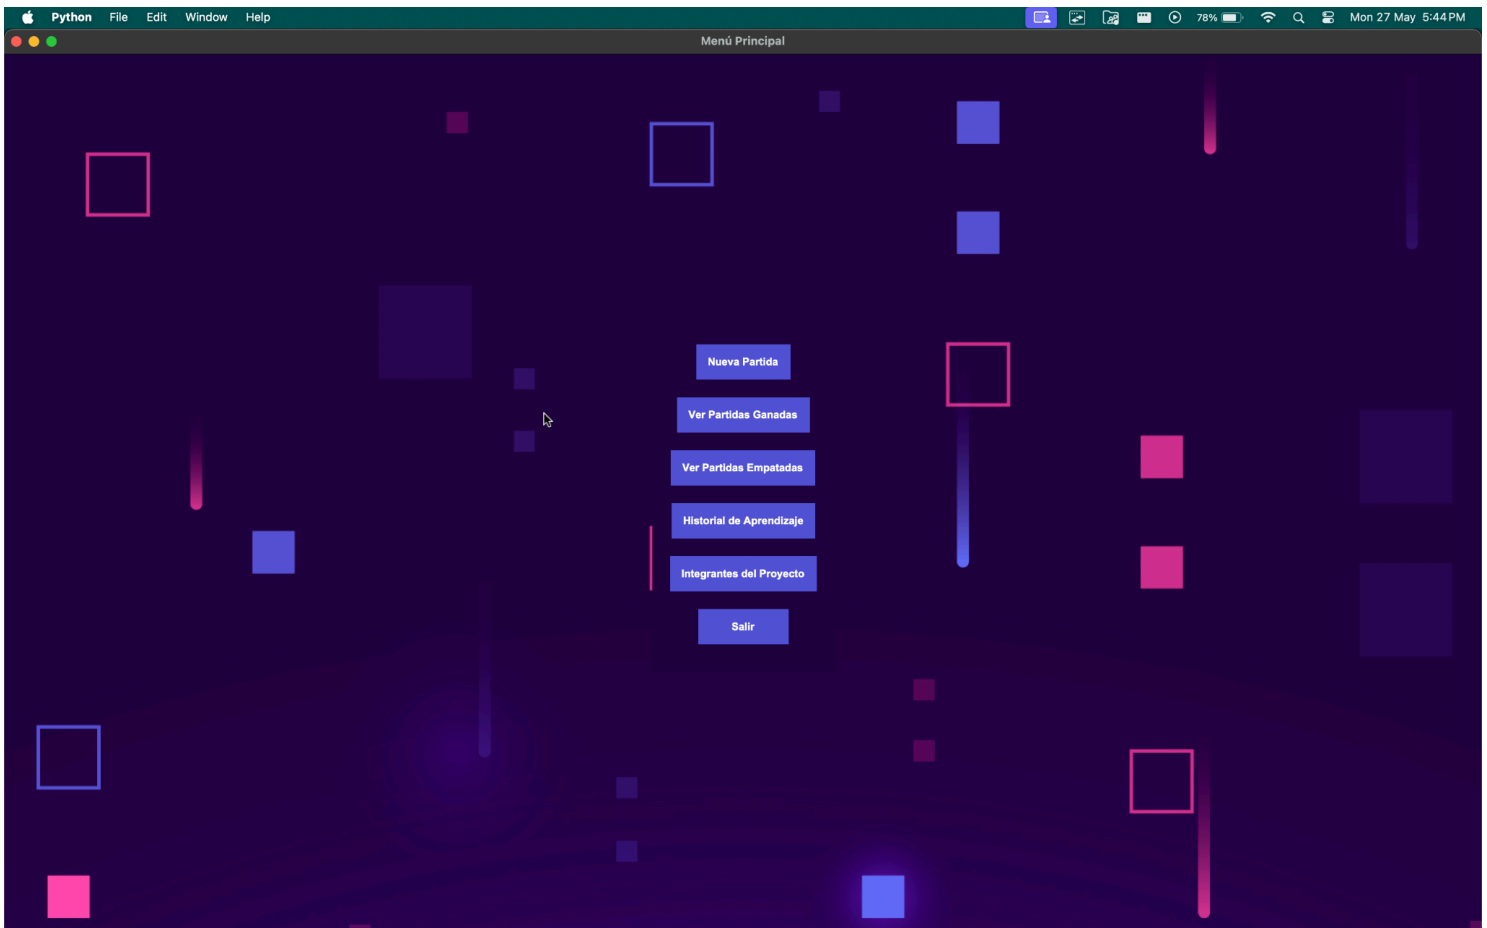 Python File Edit Window Help 78% Mon 27 May 5:44 PM
Menú Principal
Nueva Partida
Ver Partidas Ganadas
Ver Partidas Empatadas
Historial de Aprendizaje
Integrantes del Proyecto
Salir